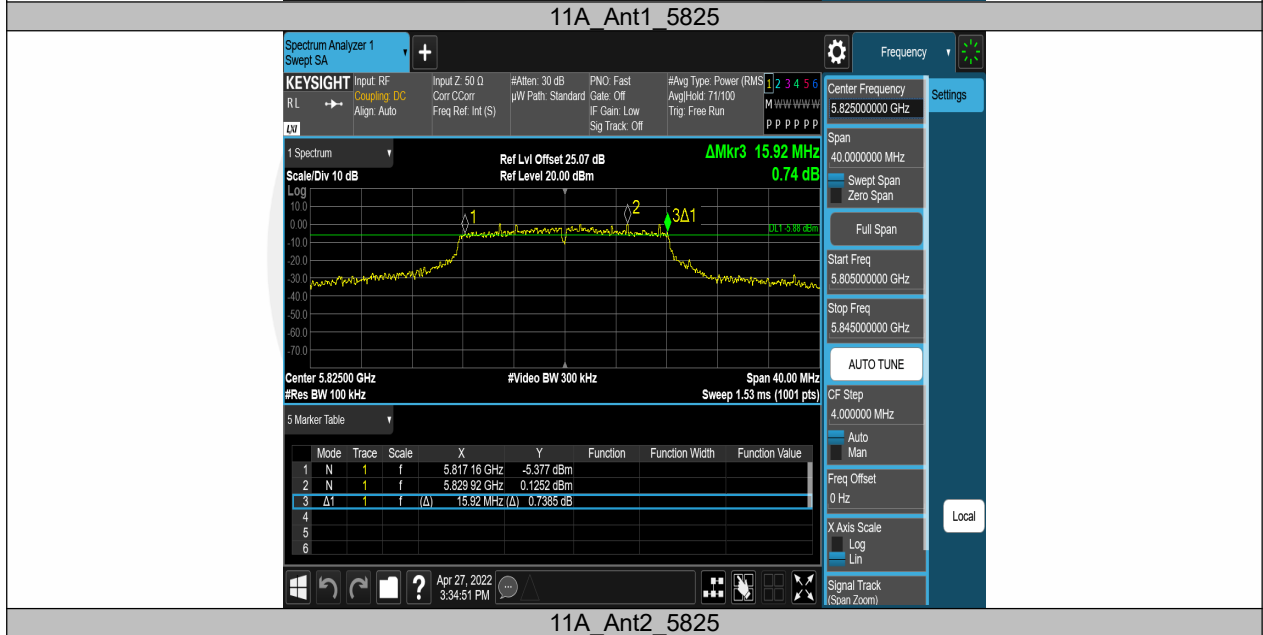 11A_Ant1_5825
Spectrum Analyzer 1
Swept SA
+
Frequency
KEYSIGHT
RL
LXI
Input: RF
Coupling: DC
Align: Auto
Input Z: 50 Ω
Corr CCorr
Freq Ref: Int (S)
#Atten: 30 dB
µW Path: Standard
PNO: Fast
Gate: Off
IF Gain: Low
Sig Track: Off
#Avg Type: Power (RMS
Avg|Hold: 71/100
Trig: Free Run
1 2 3 4 5 6
M W W W W W
P P P P P P
Center Frequency
5.825000000 GHz
Settings
1 Spectrum
Scale/Div 10 dB
Ref Lvl Offset 25.07 dB
Ref Level 20.00 dBm
ΔMkr3 15.92 MHz
0.74 dB
Span
40.0000000 MHz
Swept Span
Zero Span
Log
10.0
0.00
-10.0
-20.0
-30.0
-40.0
-50.0
-60.0
-70.0
1
2
3Δ1
DL1 -5.88 dBm
Full Span
Start Freq
5.805000000 GHz
Stop Freq
5.845000000 GHz
AUTO TUNE
Center 5.82500 GHz
#Res BW 100 kHz
#Video BW 300 kHz
Span 40.00 MHz
Sweep 1.53 ms (1001 pts)
CF Step
4.000000 MHz
Auto
Man
5 Marker Table
Mode Trace Scale X Y Function Function Width Function Value
1 N 1 f 5.817 16 GHz -5.377 dBm
2 N 1 f 5.829 92 GHz 0.1252 dBm
3 Δ1 1 f (Δ) 15.92 MHz (Δ) 0.7385 dB
4
5
6
Freq Offset
0 Hz
X Axis Scale
Log
Lin
Local
Signal Track
(Span Zoom)
?
Apr 27, 2022
3:34:51 PM
11A_Ant2_5825